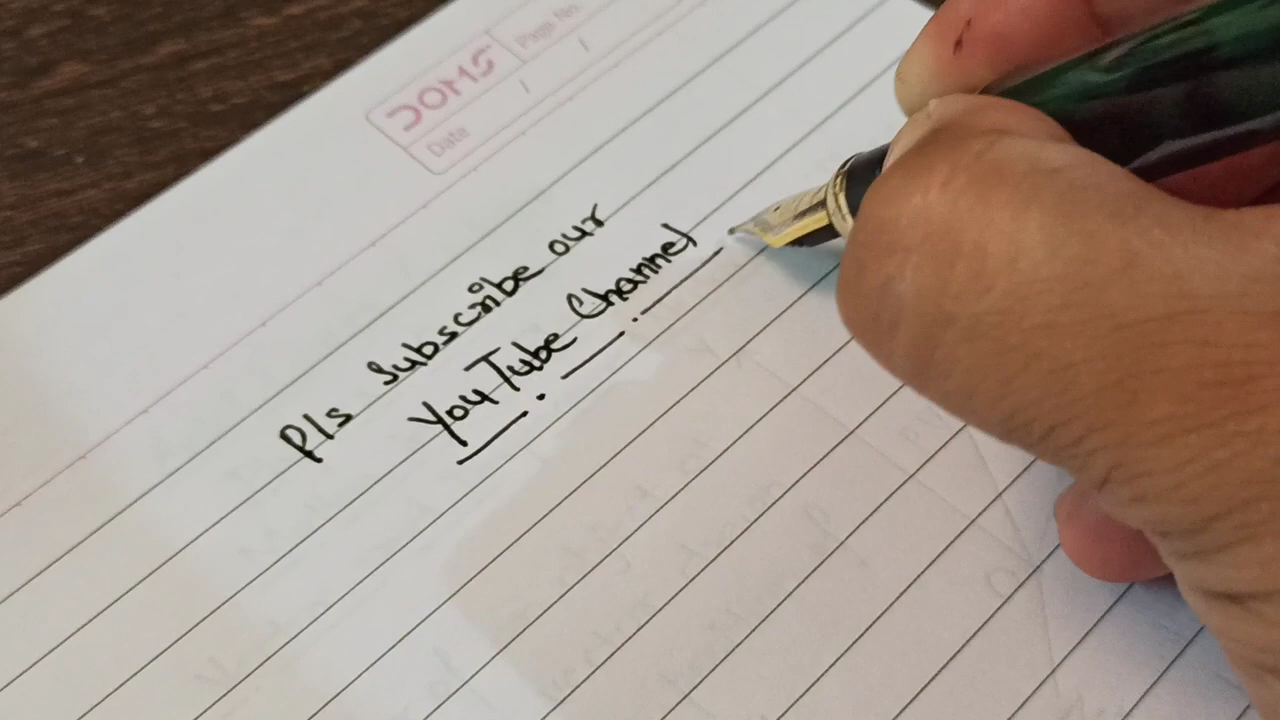 DOMS
Page No.
Date / /
Pls subscribe our
YouTube Channel